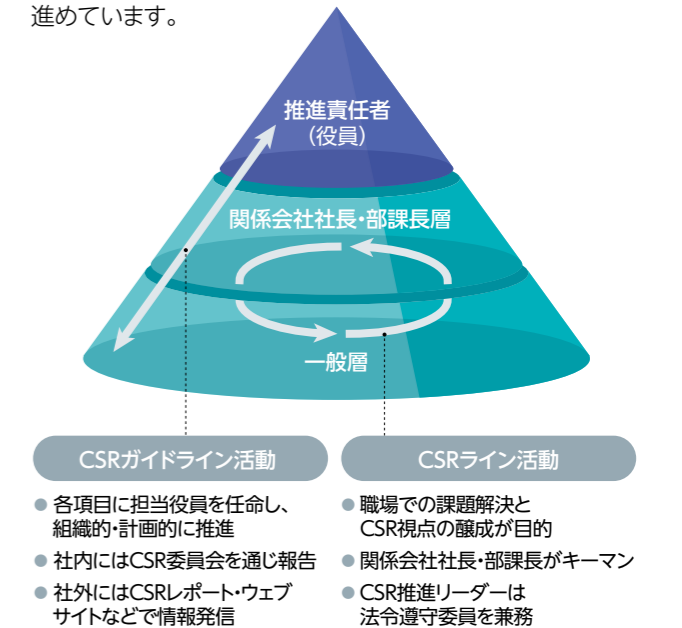 進めています。
推進責任者
（役員）
関係会社社長・部課長層
一般層
CSRガイドライン活動
● 各項目に担当役員を任命し、
組織的・計画的に推進
● 社内にはCSR委員会を通じ報告
● 社外にはCSRレポート・ウェブ
サイトなどで情報発信
CSRライン活動
● 職場での課題解決と
CSR視点の醸成が目的
● 関係会社社長・部課長がキーマン
● CSR推進リーダーは
法令遵守委員を兼務